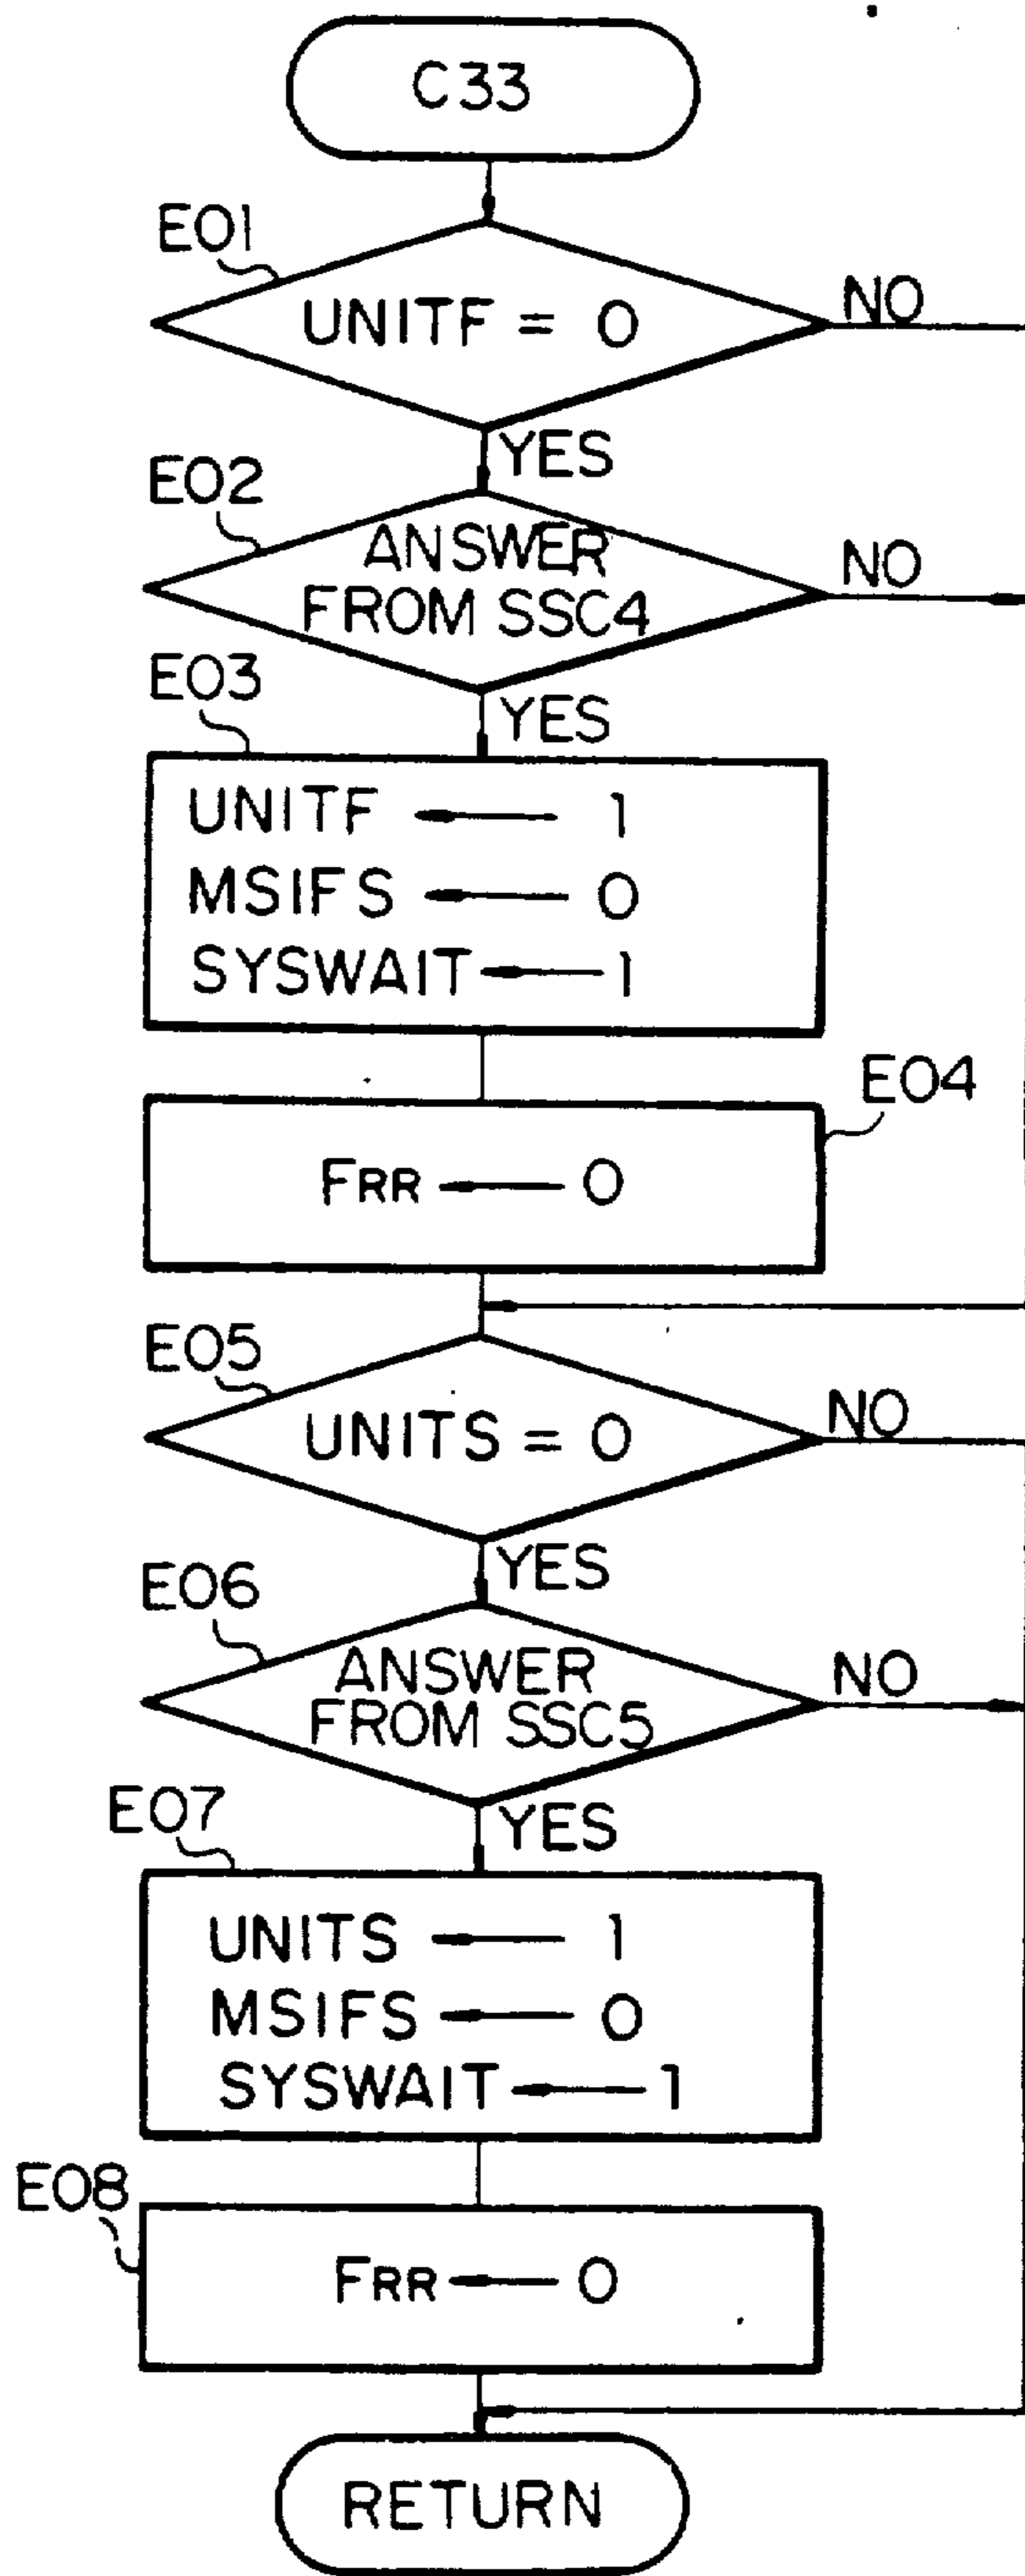 C33
E01
UNITF = 0
NO
YES
E02
ANSWER
FROM SSC4
NO
YES
E03
UNITF ← 1
MSIFS ← 0
SYSWAIT ← 1
E04
FRR ← 0
E05
UNITS = 0
NO
YES
E06
ANSWER
FROM SSC5
NO
YES
E07
UNITS ← 1
MSIFS ← 0
SYSWAIT ← 1
E08
FRR ← 0
RETURN